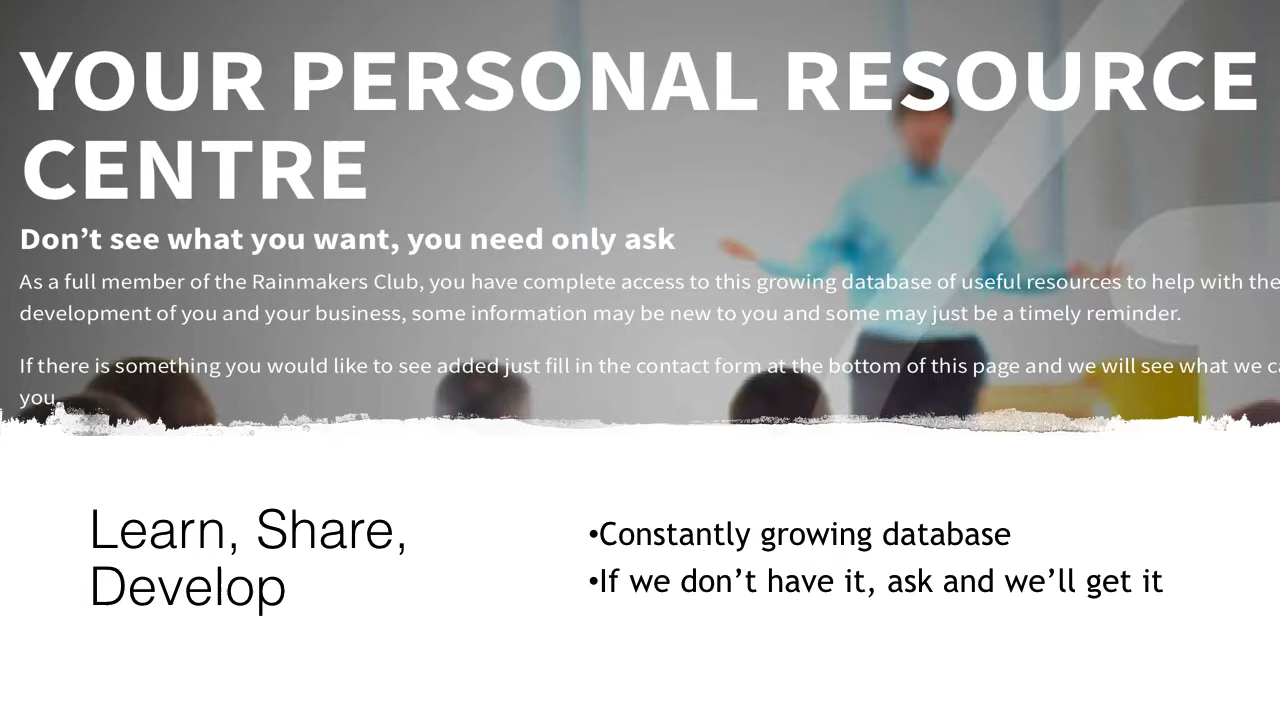 YOUR PERSONAL RESOURCE
CENTRE
Don’t see what you want, you need only ask
As a full member of the Rainmakers Club, you have complete access to this growing database of useful resources to help with the
development of you and your business, some information may be new to you and some may just be a timely reminder.
If there is something you would like to see added just fill in the contact form at the bottom of this page and we will see what we
you.
Learn, Share,
Develop
•Constantly growing database
•If we don’t have it, ask and we’ll get it